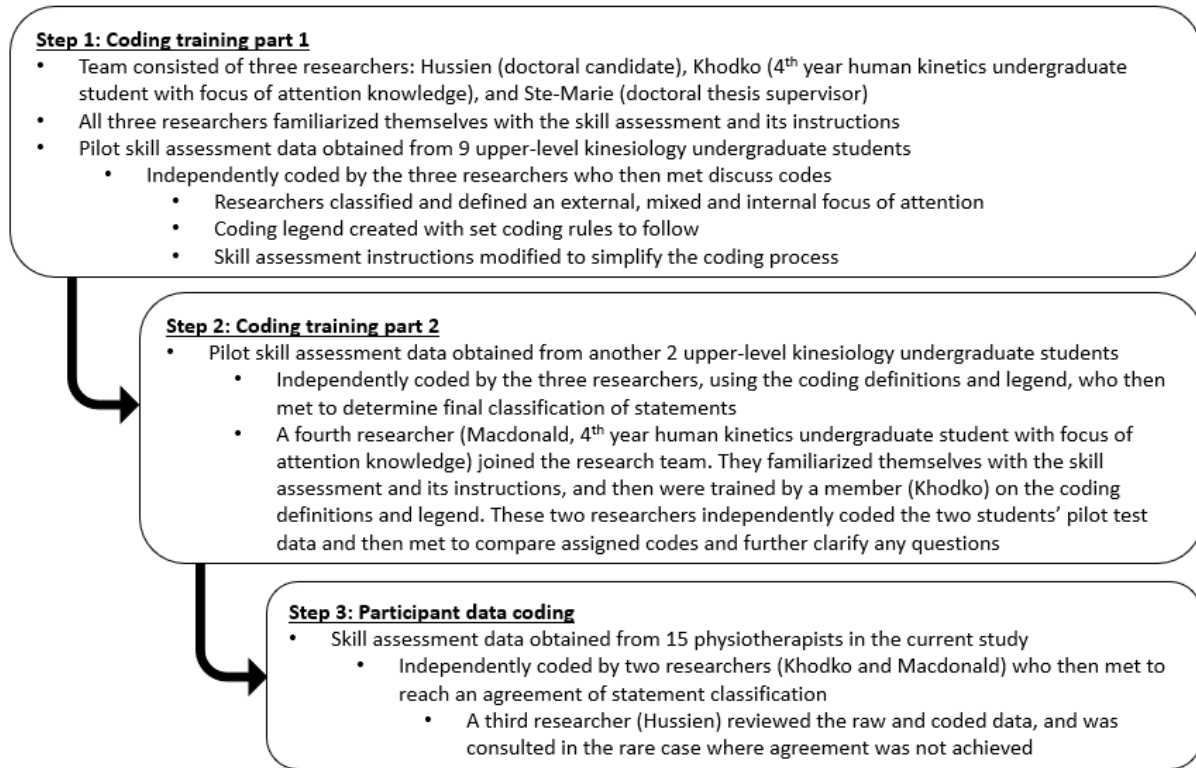 Step 1: Coding training part 1
• Team consisted of three researchers: Hussien (doctoral candidate), Khodko (4th year human kinetics undergraduate
student with focus of attention knowledge), and Ste-Marie (doctoral thesis supervisor)
• All three researchers familiarized themselves with the skill assessment and its instructions
• Pilot skill assessment data obtained from 9 upper-level kinesiology undergraduate students
• Independently coded by the three researchers who then met discuss codes
• Researchers classified and defined an external, mixed and internal focus of attention
• Coding legend created with set coding rules to follow
• Skill assessment instructions modified to simplify the coding process
Step 2: Coding training part 2
• Pilot skill assessment data obtained from another 2 upper-level kinesiology undergraduate students
• Independently coded by the three researchers, using the coding definitions and legend, who then
met to determine final classification of statements
• A fourth researcher (Macdonald, 4th year human kinetics undergraduate student with focus of
attention knowledge) joined the research team. They familiarized themselves with the skill
assessment and its instructions, and then were trained by a member (Khodko) on the coding
definitions and legend. These two researchers independently coded the two students’ pilot test
data and then met to compare assigned codes and further clarify any questions
Step 3: Participant data coding
• Skill assessment data obtained from 15 physiotherapists in the current study
• Independently coded by two researchers (Khodko and Macdonald) who then met to
reach an agreement of statement classification
• A third researcher (Hussien) reviewed the raw and coded data, and was
consulted in the rare case where agreement was not achieved